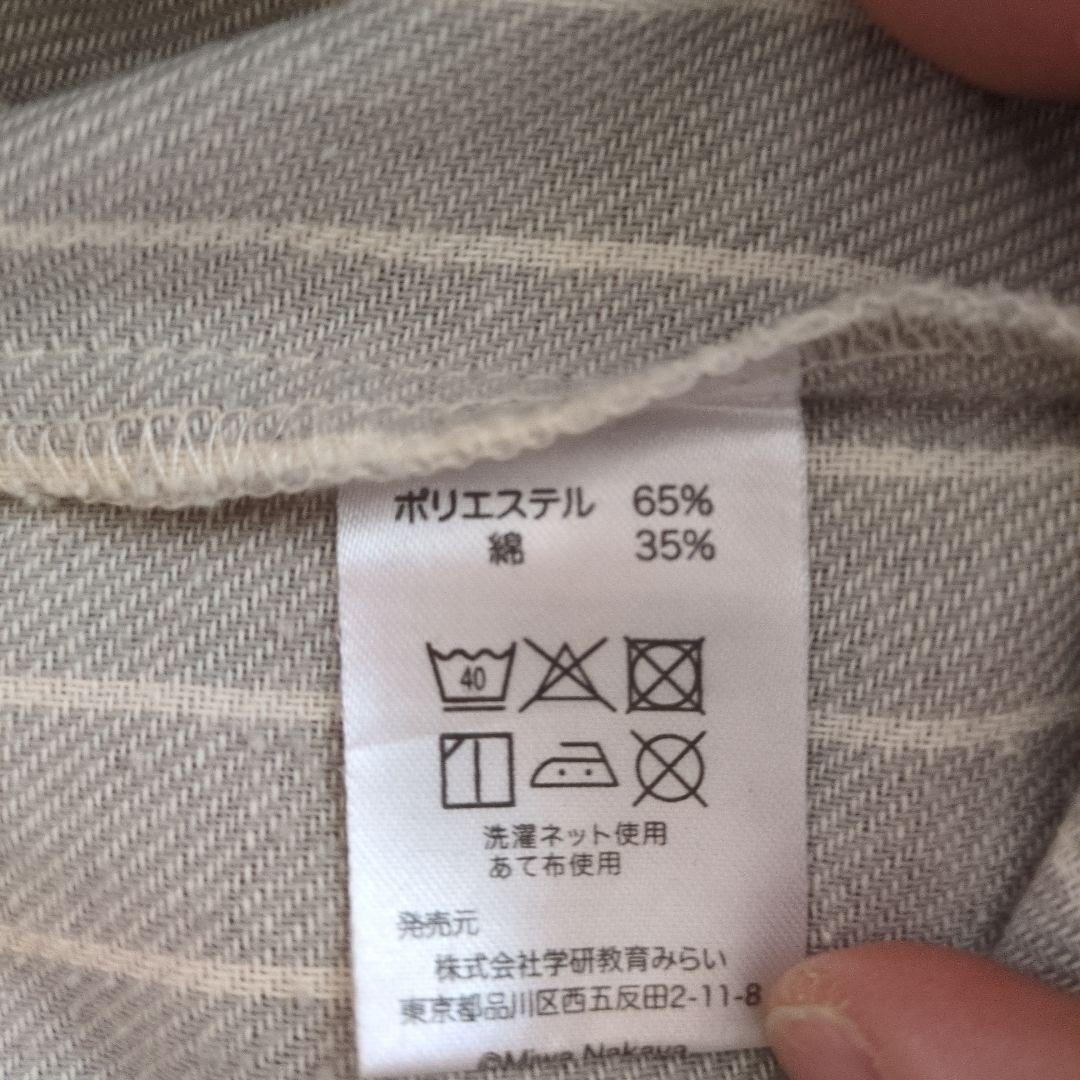 ポリエステル 65%
綿 35%
40
洗濯ネット使用
あて布使用
発売元
株式会社学研教育みらい
東京都品川区西五反田2-11-8
©Miwa Nakaya